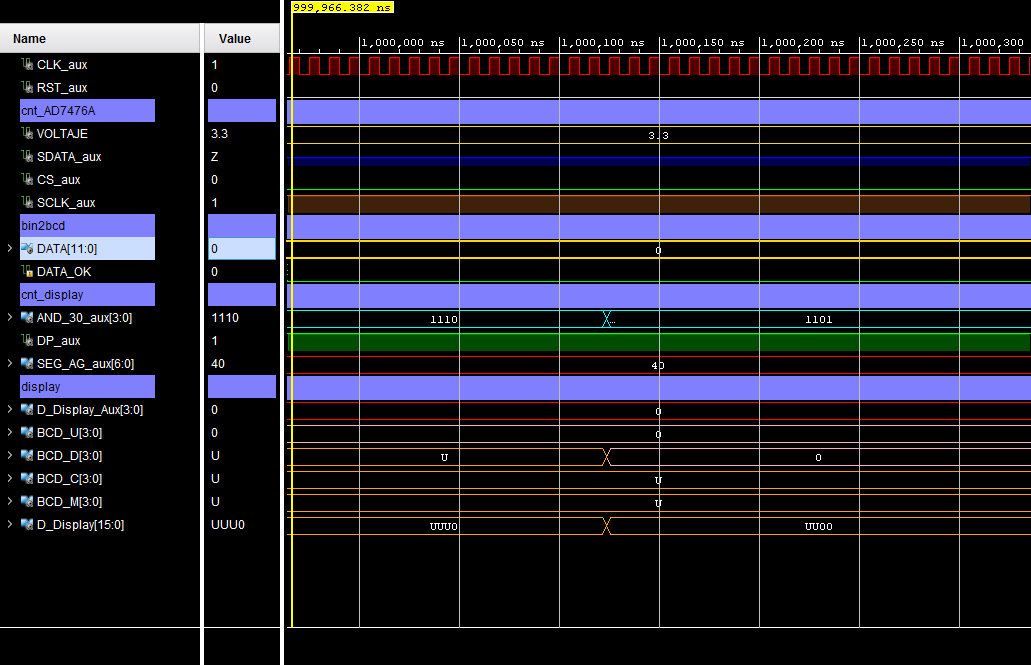 999,966.382 ns
Name Value 1,000,000 ns 1,000,050 ns 1,000,100 ns 1,000,150 ns 1,000,200 ns 1,000,250 ns 1,000,300
CLK_aux 1
RST_aux 0
cnt_AD7476A
VOLTAJE 3.3 3.3
SDATA_aux Z
CS_aux 0
SCLK_aux 1
bin2bcd
DATA[11:0] 0 0
DATA_OK 0
cnt_display
AND_30_aux[3:0] 1110 1110 ... 1101
DP_aux 1
SEG_AG_aux[6:0] 40 40
display
D_Display_Aux[3:0] 0 0
BCD_U[3:0] 0 0
BCD_D[3:0] U U 0
BCD_C[3:0] U U
BCD_M[3:0] U U
D_Display[15:0] UUU0 UUU0 UU00